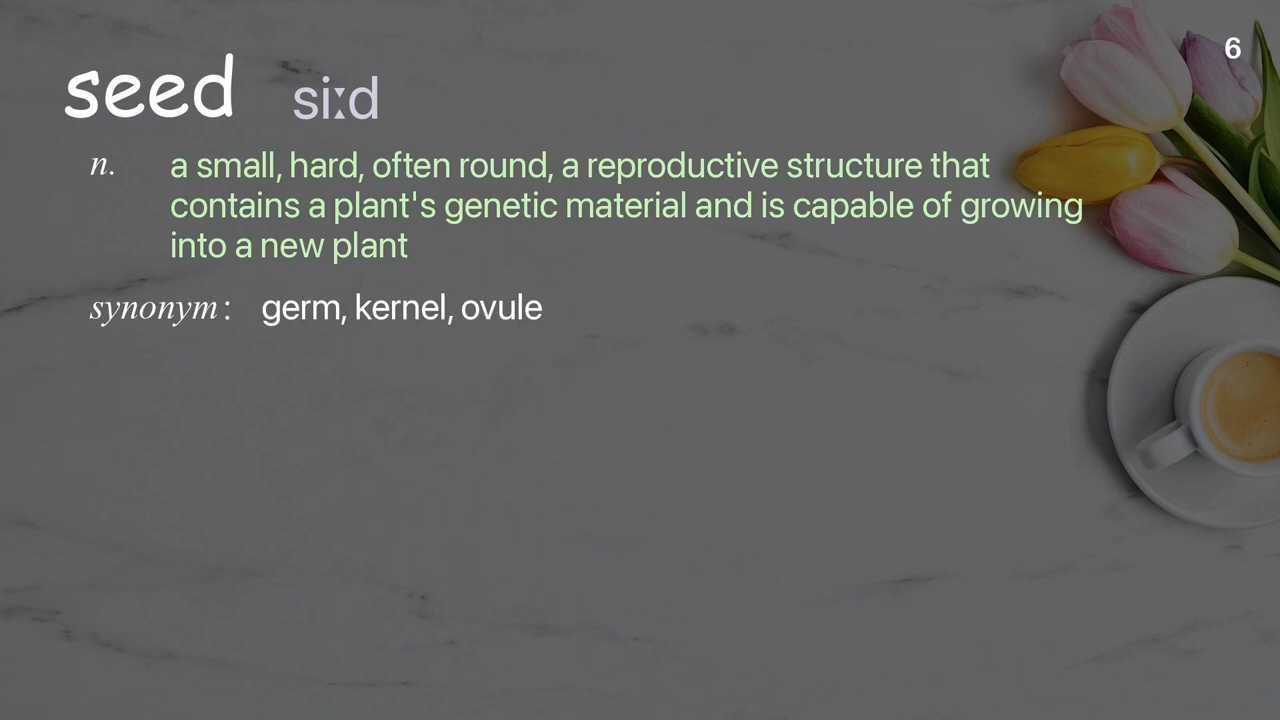 6
seed siːd
n. a small, hard, often round, a reproductive structure that
contains a plant's genetic material and is capable of growing
into a new plant
synonym: germ, kernel, ovule